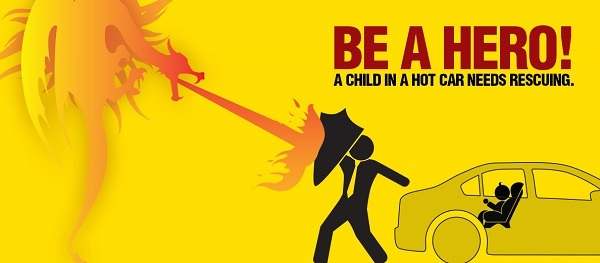 BE A HERO!
A CHILD IN A HOT CAR NEEDS RESCUING.